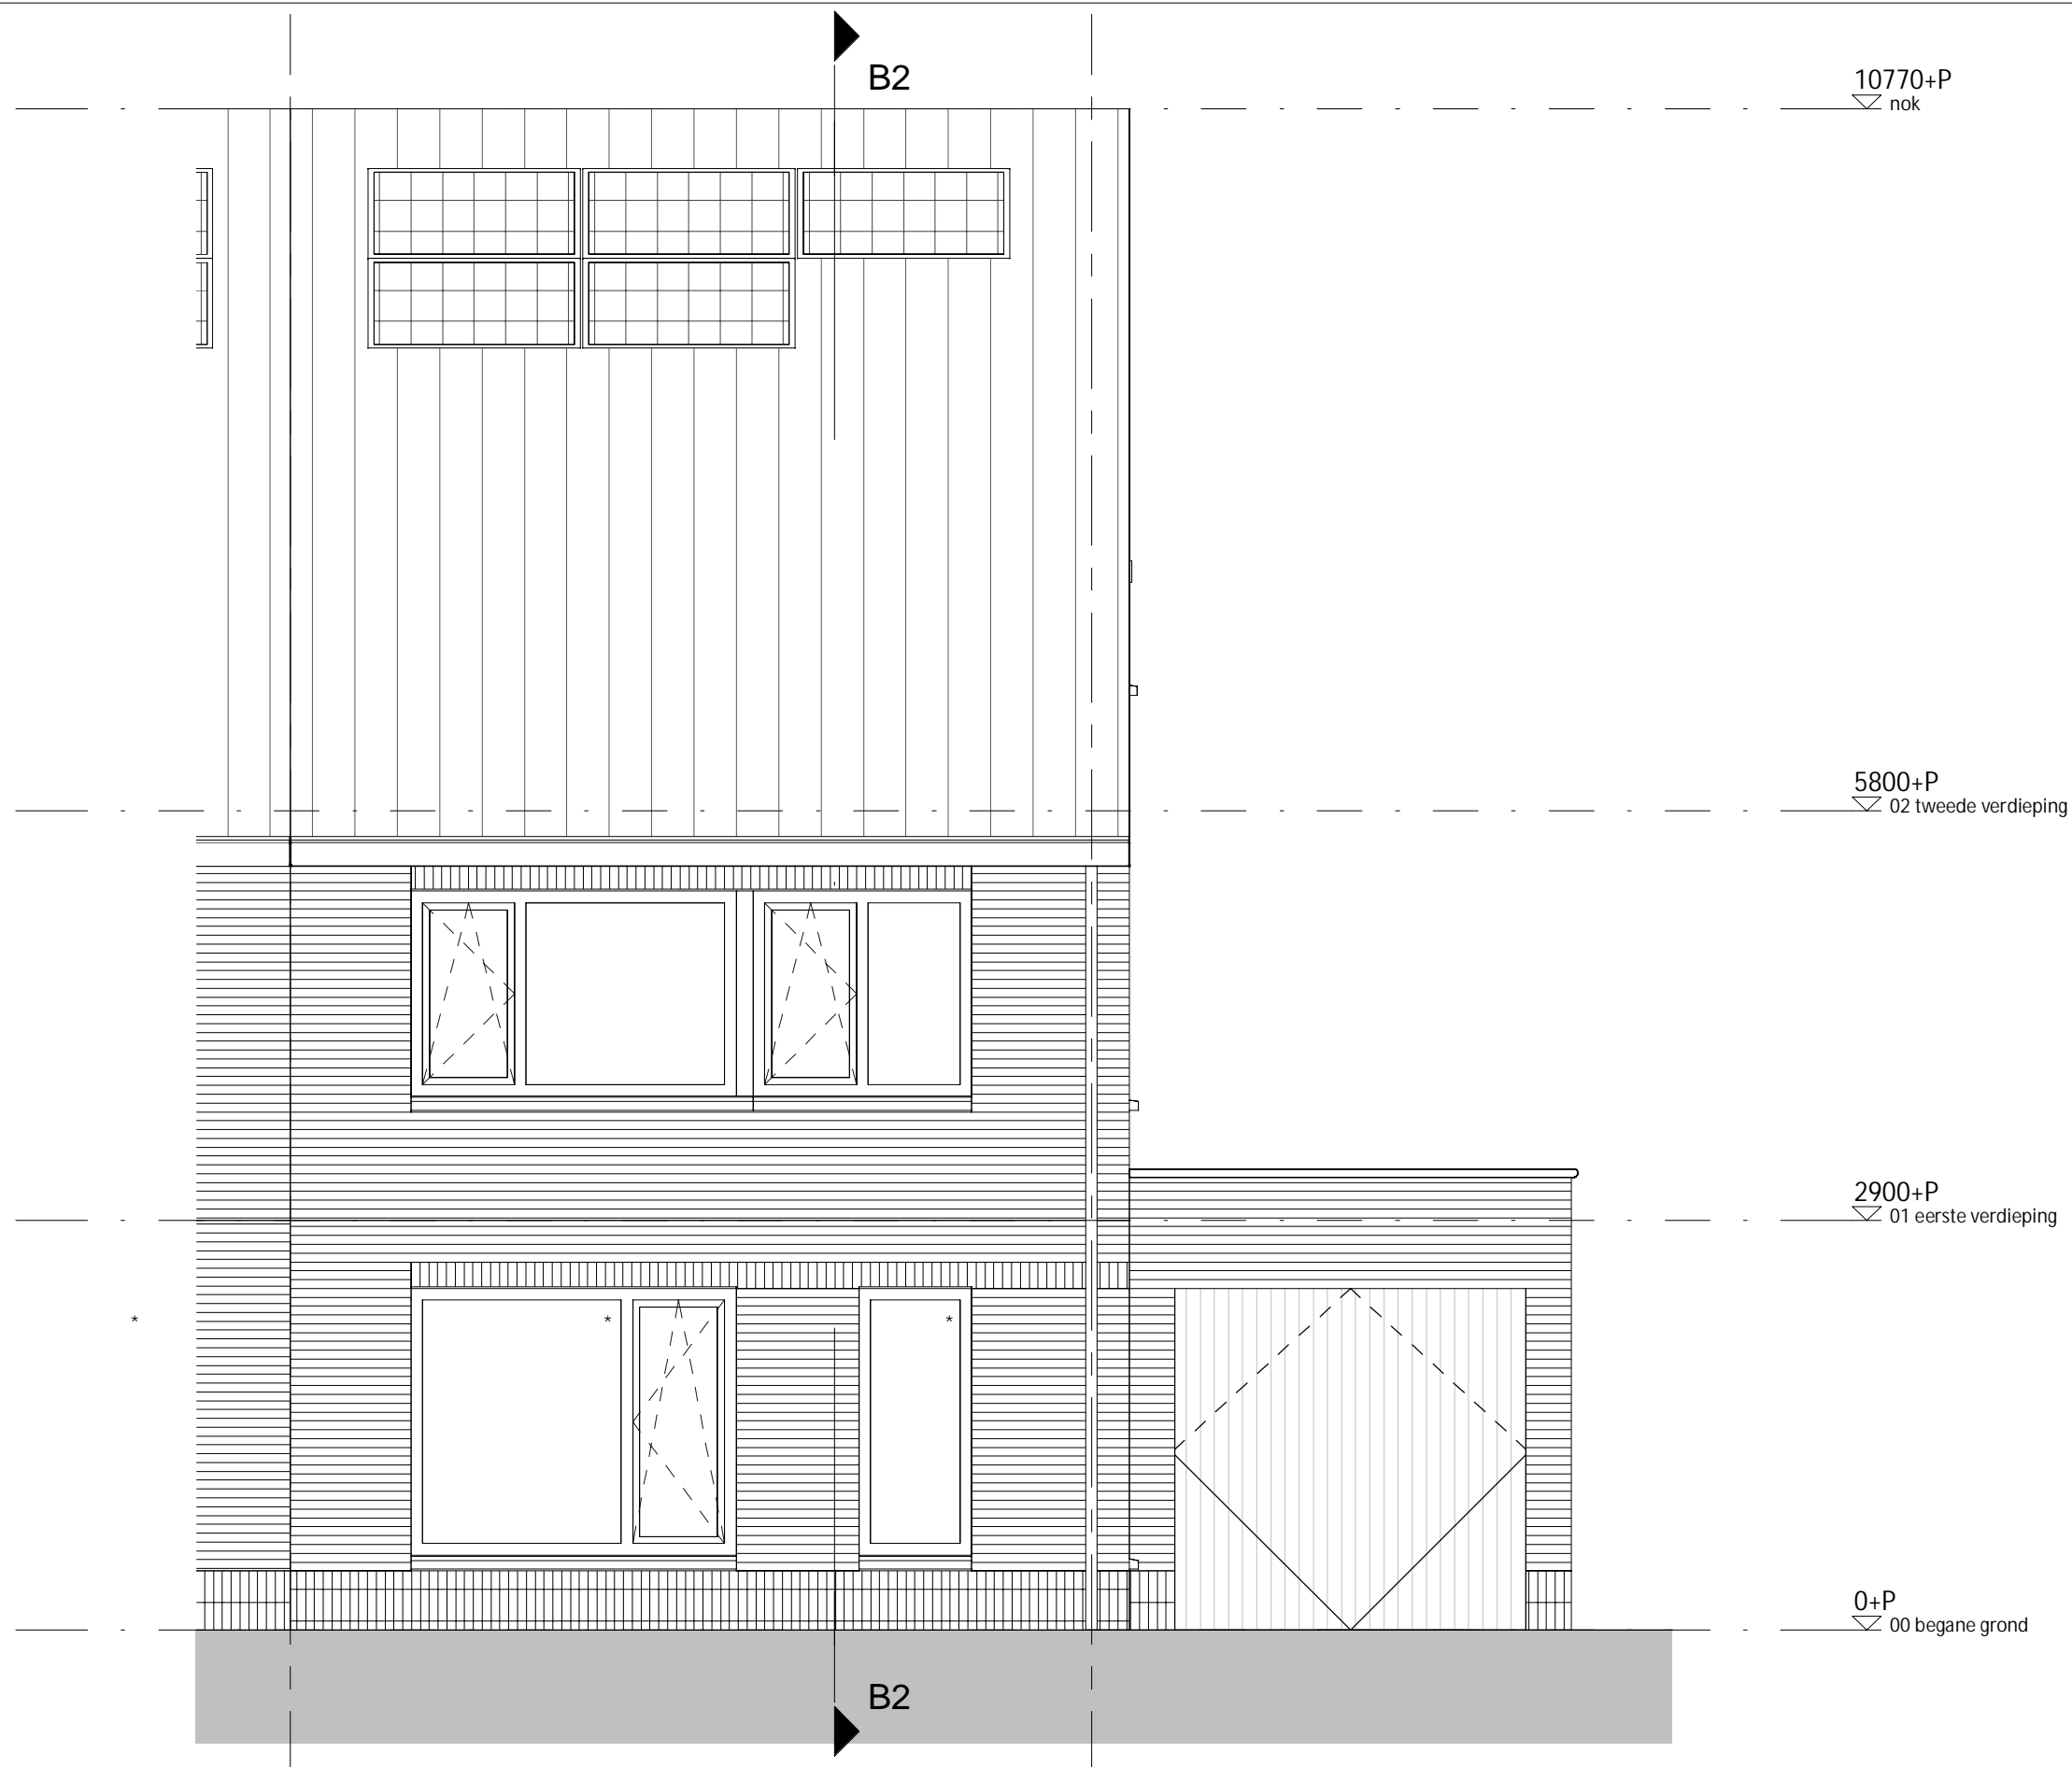 B2
10770+P
nok
5800+P
02 tweede verdieping
2900+P
01 eerste verdieping
*
*
*
0+P
00 begane grond
B2